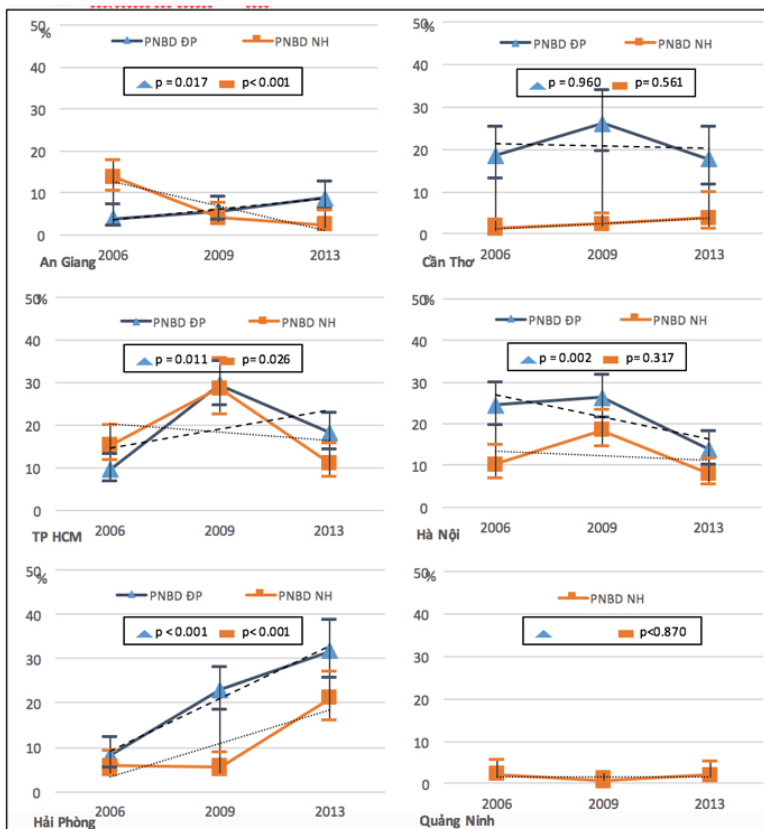 50
%
PNBD ĐP PNBD NH
40
p = 0.017 p< 0.001
30
20
10
0
2006 2009 2013
An Giang
50
%
PNBD ĐP PNBD NH
40
p = 0.960 p=0.561
30
20
10
0
2006 2009 2013
Cần Thơ
50
%
PNBD ĐP PNBD NH
40
p = 0.011 p = 0.026
30
20
10
0
2006 2009 2013
TP HCM
50
%
PNBD ĐP PNBD NH
40
p = 0.002 p=0.317
30
20
10
0
2006 2009 2013
Hà Nội
50
%
PNBD ĐP PNBD NH
40
p < 0.001 p < 0.001
30
20
10
0
2006 2009 2013
Hải Phòng
50
%
PNBD NH
40
p<0.870
30
20
10
0
2006 2009 2013
Quảng Ninh